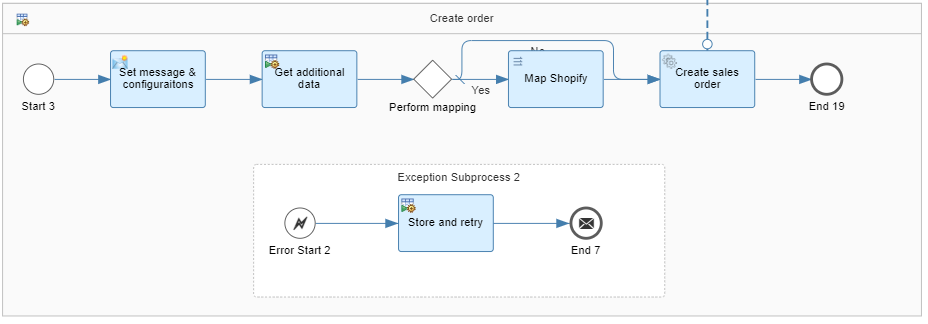 Create order
Set message &
configuraitons
Get additional
data
No
Yes
Map Shopify
Create sales
order
Start 3
Perform mapping
End 19
Exception Subprocess 2
Store and retry
Error Start 2
End 7